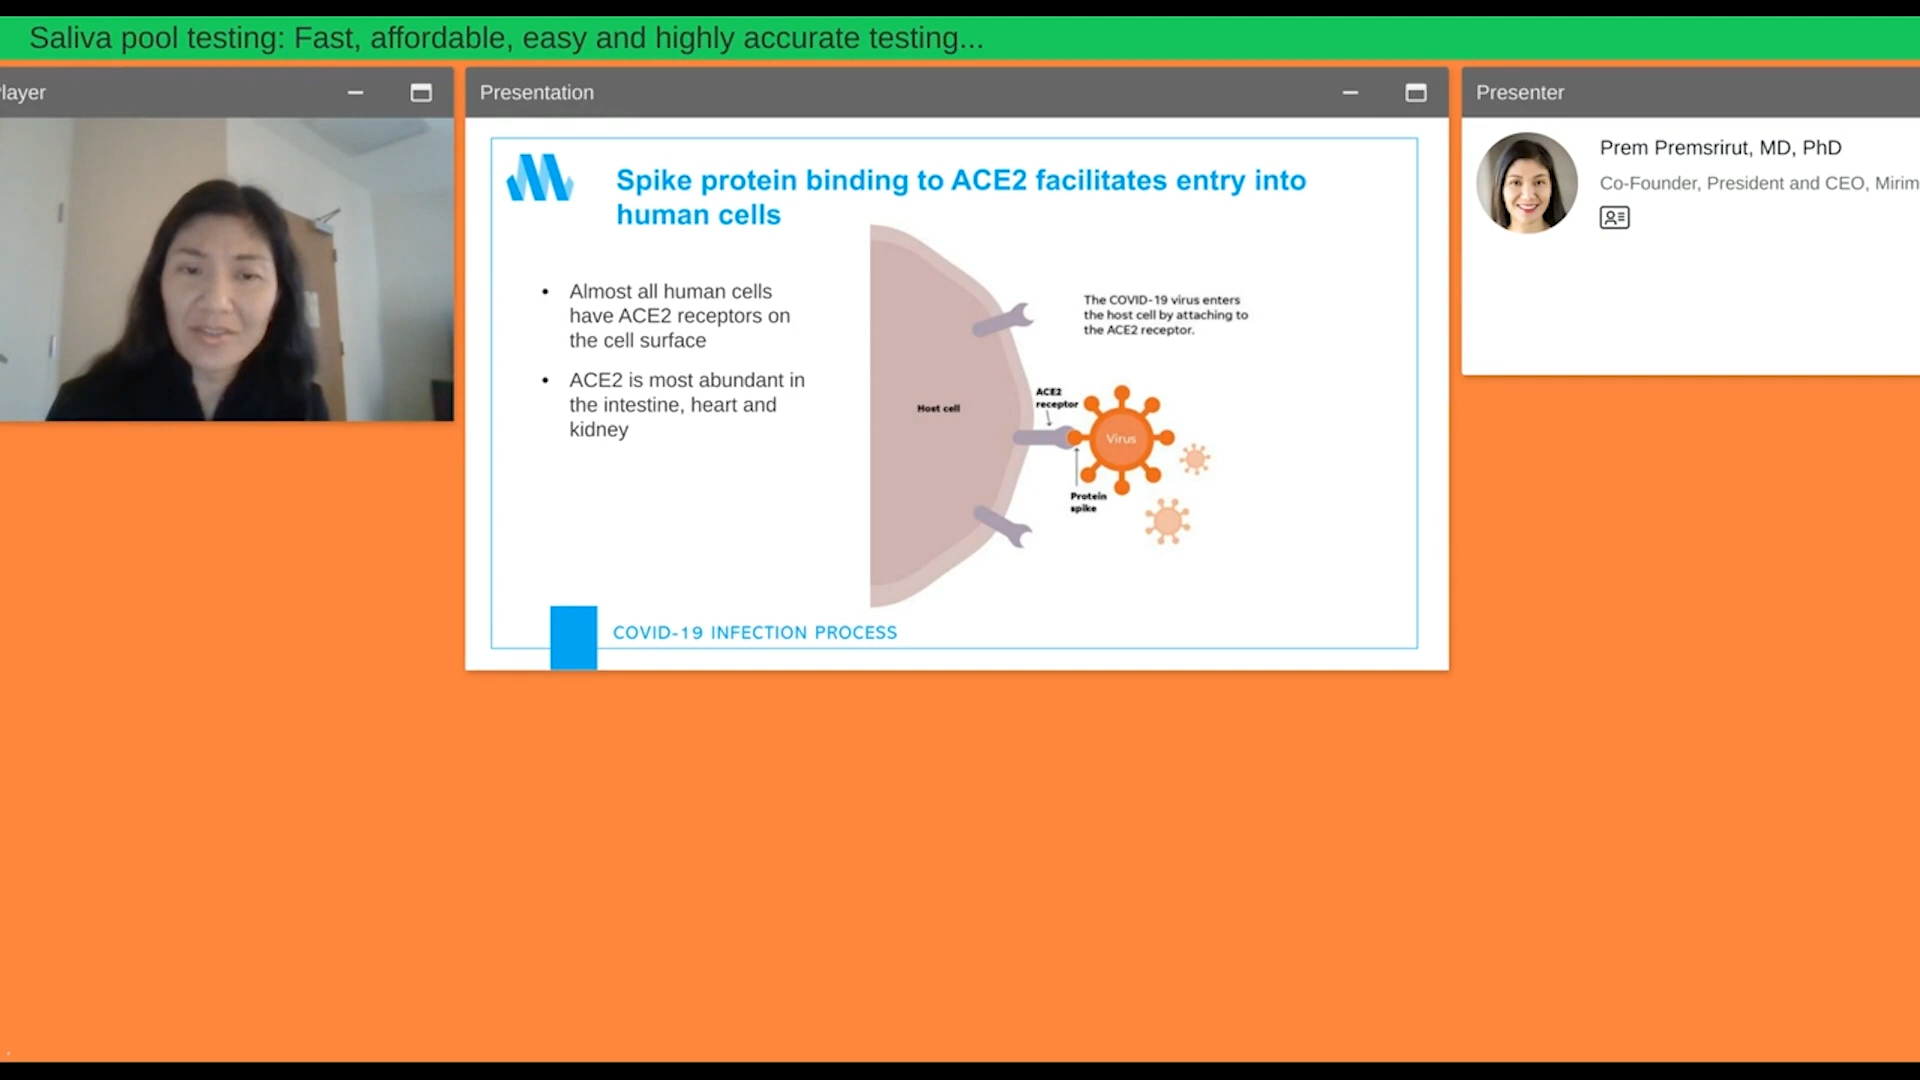 Saliva pool testing: Fast, affordable, easy and highly accurate testing...
layer
Presentation
Presenter
Prem Premsrirut, MD, PhD
Co-Founder, President and CEO, Mirim
Spike protein binding to ACE2 facilitates entry into
human cells
• Almost all human cells
have ACE2 receptors on
the cell surface
• ACE2 is most abundant in
the intestine, heart and
kidney
The COVID-19 virus enters
the host cell by attaching to
the ACE2 receptor.
Host cell
ACE2
receptor
Virus
Protein
spike
COVID-19 INFECTION PROCESS